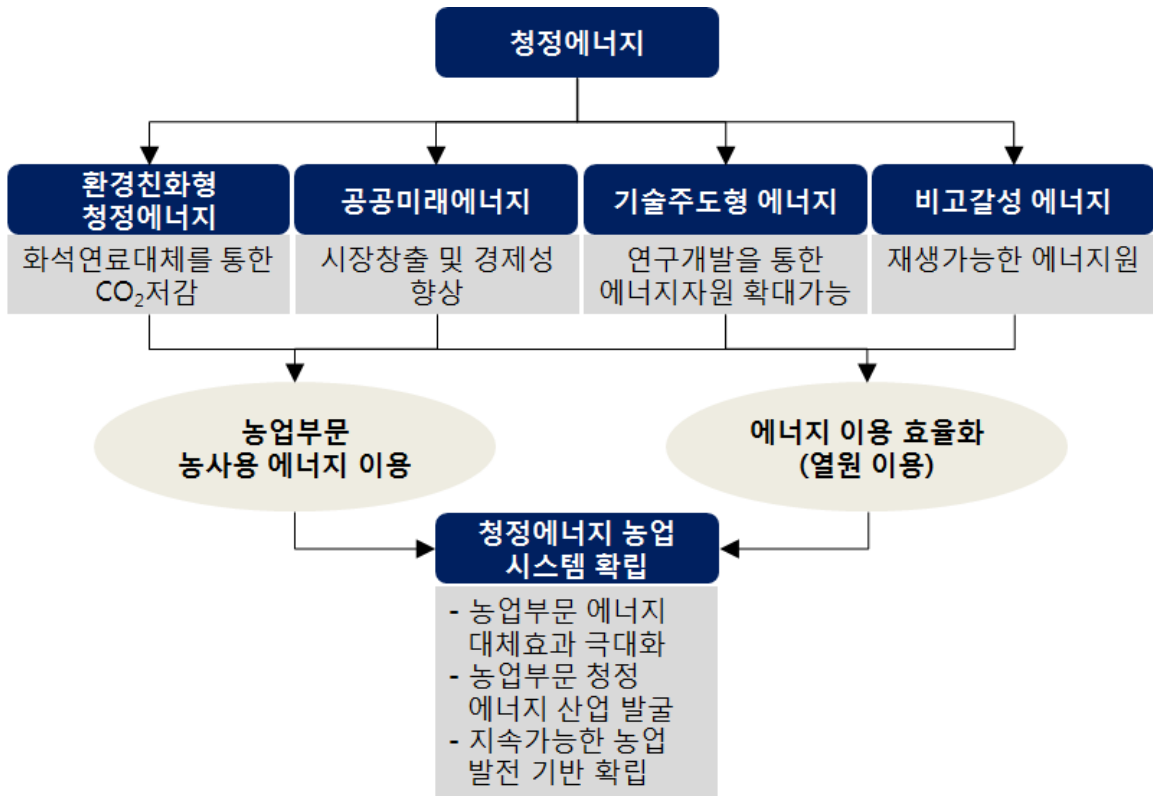 청정에너지
환경친화형
청정에너지
화석연료대체를 통한
CO₂저감
공공미래에너지
시장창출 및 경제성
향상
기술주도형 에너지
연구개발을 통한
에너지자원 확대가능
비고갈성 에너지
재생가능한 에너지원
농업부문
농사용 에너지 이용
에너지 이용 효율화
(열원 이용)
청정에너지 농업
시스템 확립
- 농업부문 에너지
대체효과 극대화
- 농업부문 청정
에너지 산업 발굴
- 지속가능한 농업
발전 기반 확립